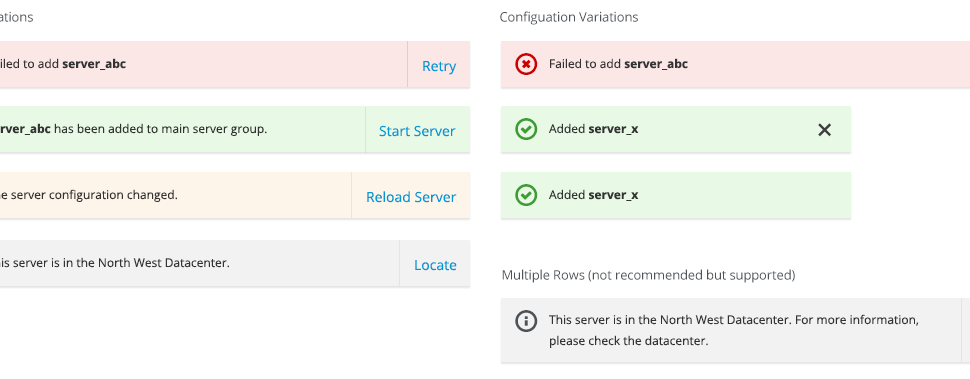 ations
iled to add server_abc
Retry
rver_abc has been added to main server group.
Start Server
e server configuration changed.
Reload Server
is server is in the North West Datacenter.
Locate
Configuation Variations
Failed to add server_abc
Added server_x
Added server_x
Multiple Rows (not recommended but supported)
This server is in the North West Datacenter. For more information,
please check the datacenter.